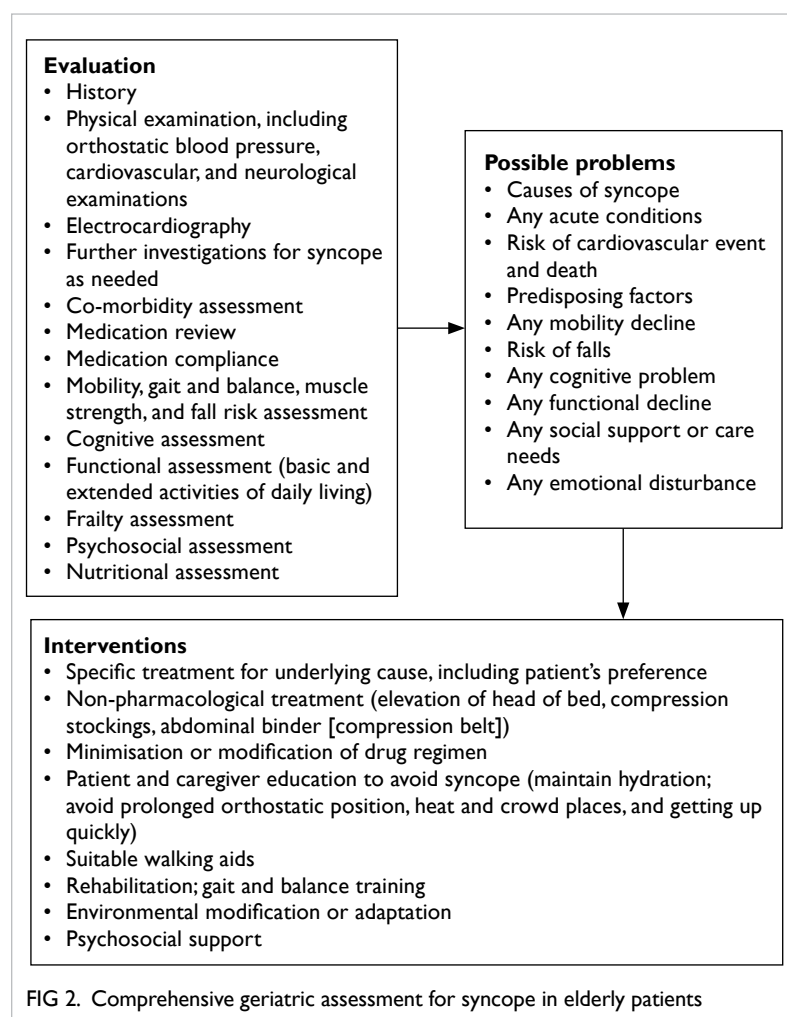 Evaluation
• History
• Physical examination, including
orthostatic blood pressure,
cardiovascular, and neurological
examinations
• Electrocardiography
• Further investigations for syncope
as needed
• Co-morbidity assessment
• Medication review
• Medication compliance
• Mobility, gait and balance, muscle
strength, and fall risk assessment
• Cognitive assessment
• Functional assessment (basic and
extended activities of daily living)
• Frailty assessment
• Psychosocial assessment
• Nutritional assessment
Possible problems
• Causes of syncope
• Any acute conditions
• Risk of cardiovascular event
and death
• Predisposing factors
• Any mobility decline
• Risk of falls
• Any cognitive problem
• Any functional decline
• Any social support or care
needs
• Any emotional disturbance
Interventions
• Specific treatment for underlying cause, including patient’s preference
• Non-pharmacological treatment (elevation of head of bed, compression
stockings, abdominal binder [compression belt])
• Minimisation or modification of drug regimen
• Patient and caregiver education to avoid syncope (maintain hydration;
avoid prolonged orthostatic position, heat and crowd places, and getting up
quickly)
• Suitable walking aids
• Rehabilitation; gait and balance training
• Environmental modification or adaptation
• Psychosocial support
FIG 2. Comprehensive geriatric assessment for syncope in elderly patients